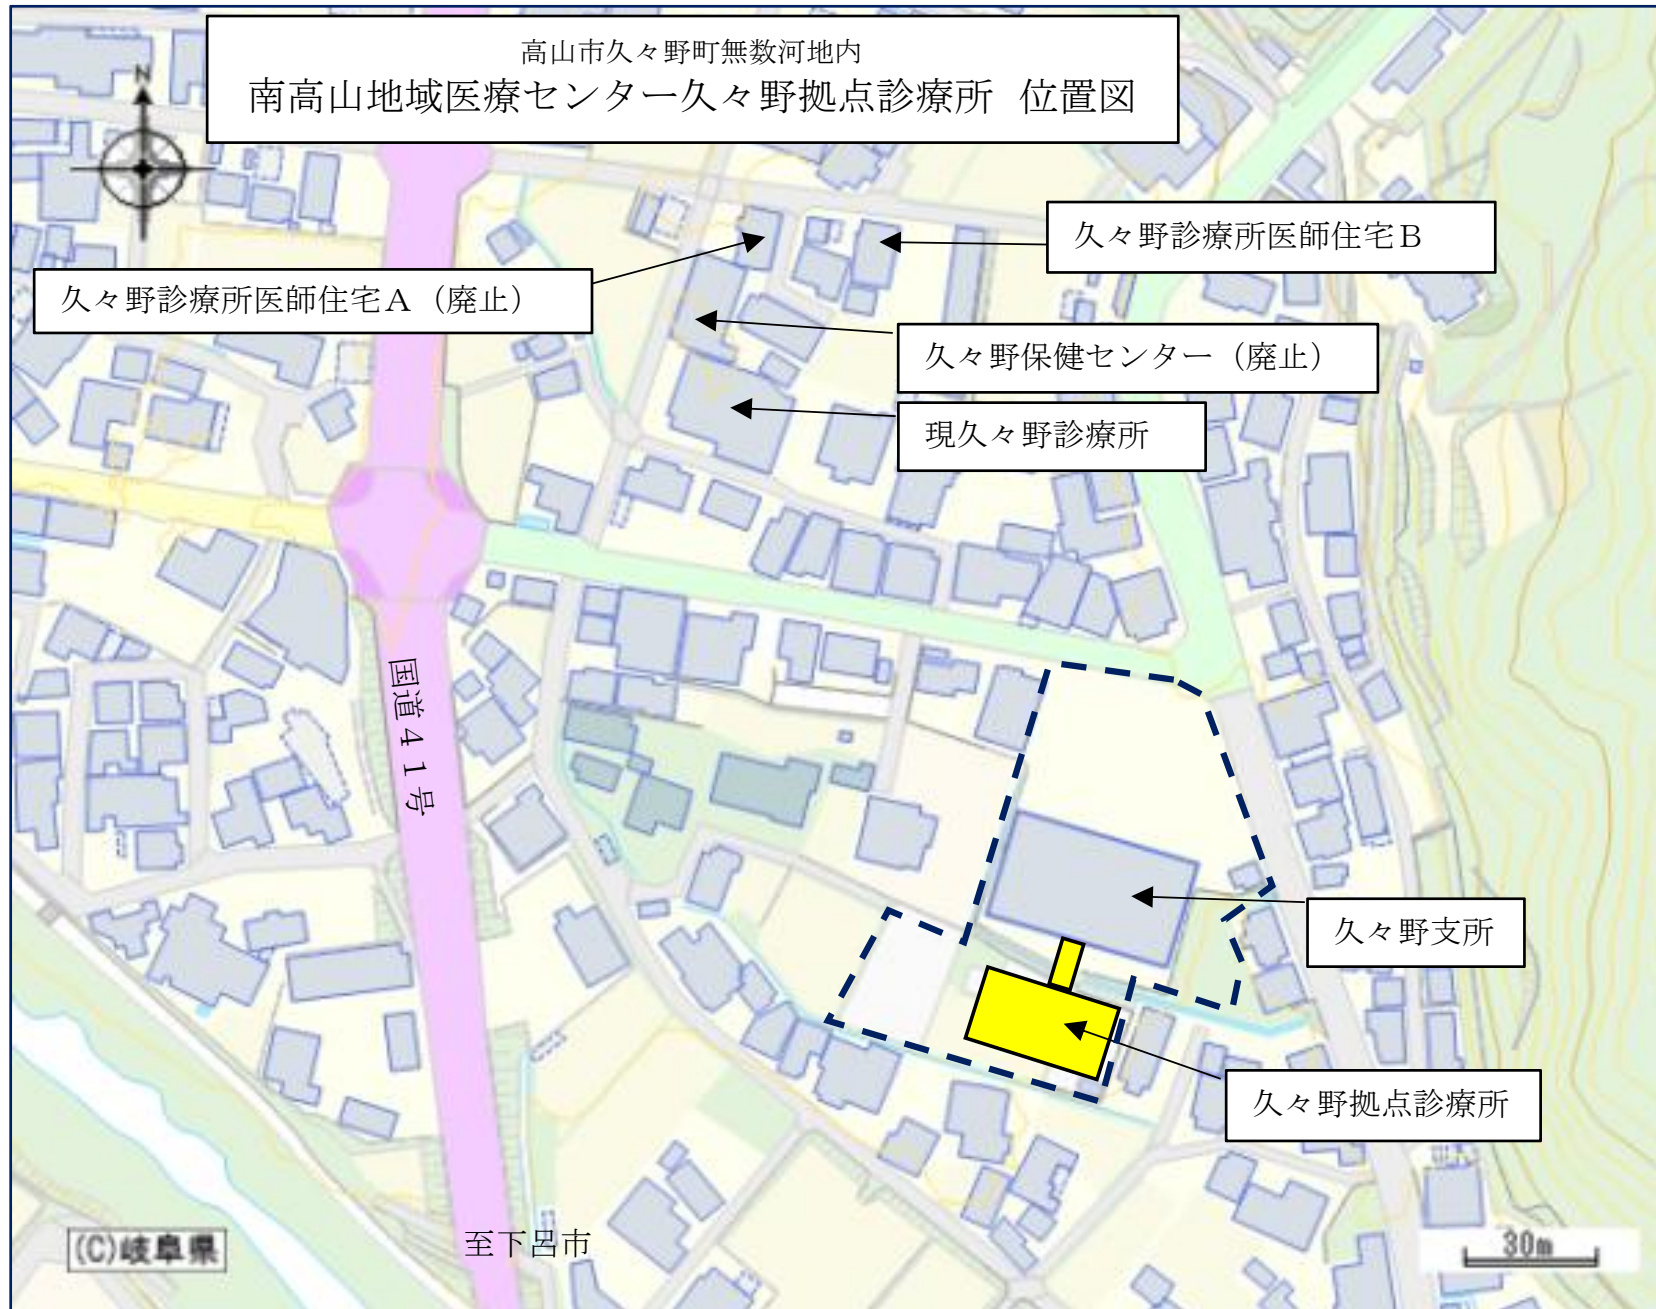 高山市久々野町無数河地内
南高山地域医療センター久々野拠点診療所 位置図
N
久々野診療所医師住宅B
久々野診療所医師住宅A（廃止）
久々野保健センター（廃止）
現久々野診療所
国道41号
久々野支所
久々野拠点診療所
至下呂市
(C)岐阜県
30m